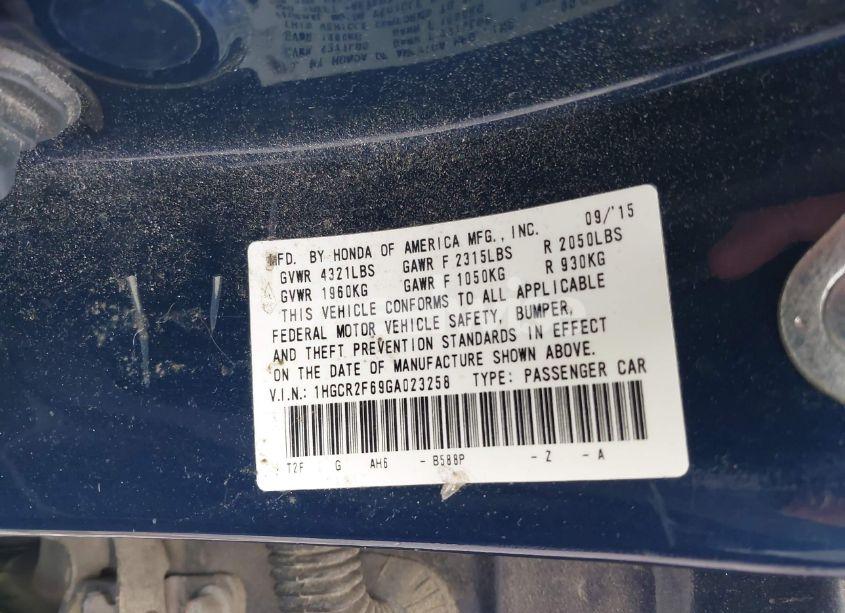 MFD. BY HONDA OF AMERICA MFG., INC. 09/'15
GVWR 4321LBS GAWR F 2315LBS R 2050LBS
GVWR 1960KG GAWR F 1050KG R 930KG
THIS VEHICLE CONFORMS TO ALL APPLICABLE
FEDERAL MOTOR VEHICLE SAFETY, BUMPER,
AND THEFT PREVENTION STANDARDS IN EFFECT
ON THE DATE OF MANUFACTURE SHOWN ABOVE.
V.I.N.: 1HGCR2F69GA023258 TYPE: PASSENGER CAR
T2F G AH6 - B588P - Z - A